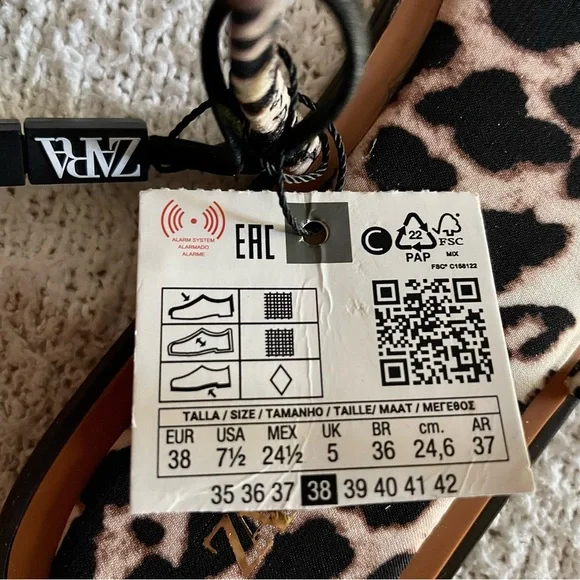 ZARA
ALARM SYSTEM
ALARMADO
ALARME
EAC
C
22
PAP
FSC
MIX
FSC® C168122
TALLA / SIZE / TAMANHO / TAILLE/ MAAT / ΜΕΓΕΘΟΣ
EUR USA MEX UK BR cm. AR
38 7½ 24½ 5 36 24,6 37
35 36 37 38 39 40 41 42